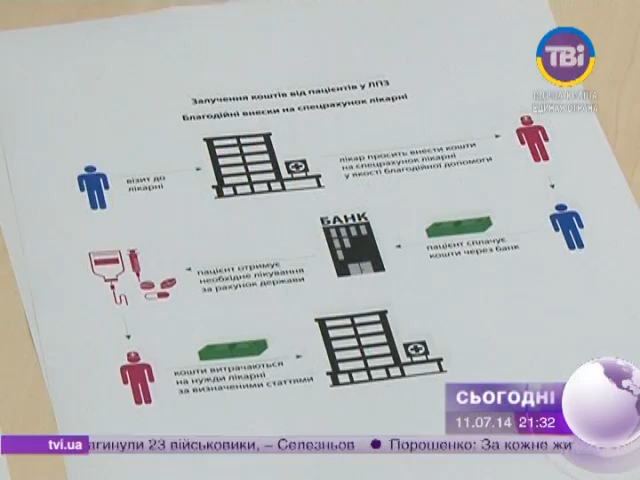 ТВі
ЄДИНА КРАЇНА
Залучення коштів від пацієнтів у ЛПЗ
Благодійні внески на спецрахунок лікарні
візит до
лікарні
лікар просить внести кошти
на спецрахунок лікарні
у якості благодійної допомоги
БАНК
пацієнт сплачує
кошти через банк
пацієнт отримує
необхідне лікування
за рахунок держави
кошти витрачаються
на нужди лікарні
за визначеними статтями
СЬОГОДНІ
11.07.14 21:32
tvi.ua агинули 23 військовики, – Селезньов ● Порошенко: За кожне жи